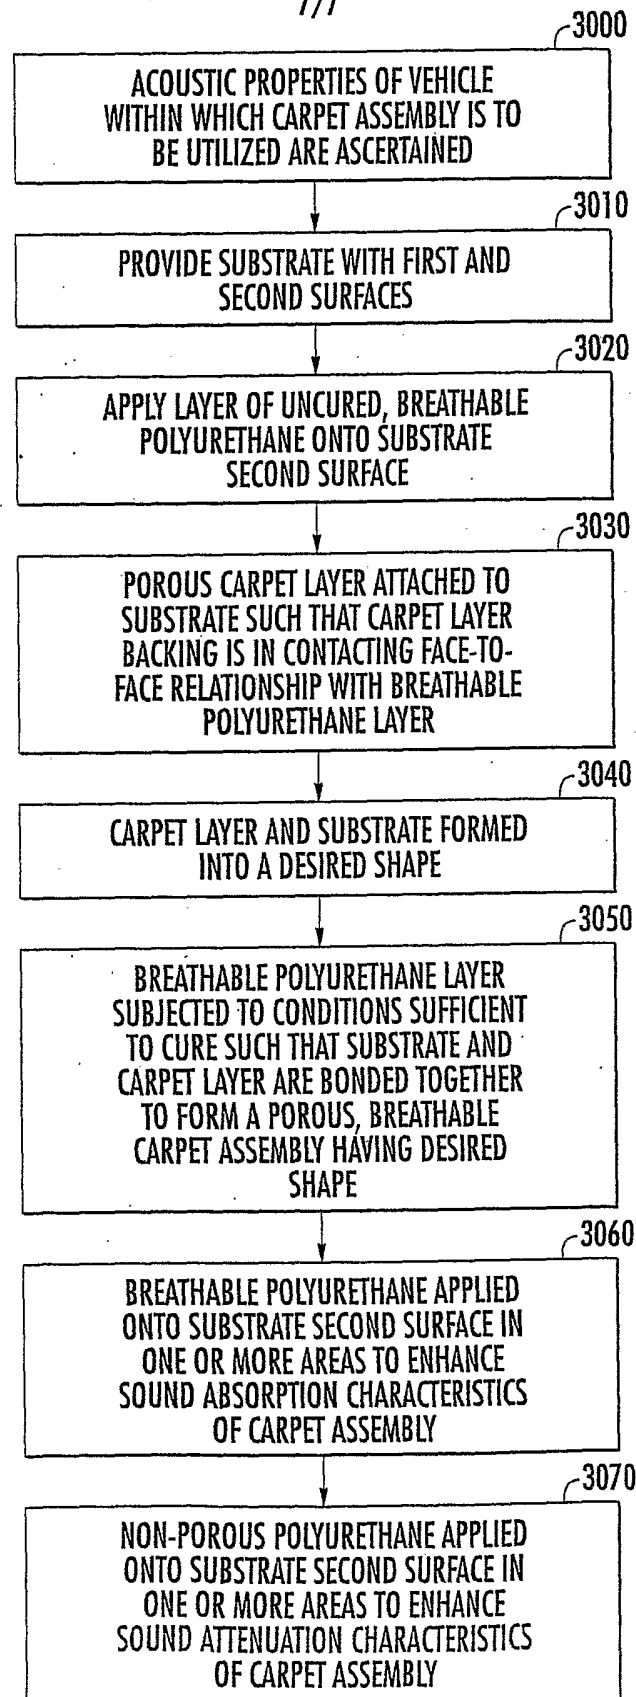 7/7
3000
ACOUSTIC PROPERTIES OF VEHICLE
WITHIN WHICH CARPET ASSEMBLY IS TO
BE UTILIZED ARE ASCERTAINED
3010
PROVIDE SUBSTRATE WITH FIRST AND
SECOND SURFACES
3020
APPLY LAYER OF UNCURED, BREATHABLE
POLYURETHANE ONTO SUBSTRATE
SECOND SURFACE
3030
POROUS CARPET LAYER ATTACHED TO
SUBSTRATE SUCH THAT CARPET LAYER
BACKING IS IN CONTACTING FACE-TO-
FACE RELATIONSHIP WITH BREATHABLE
POLYURETHANE LAYER
3040
CARPET LAYER AND SUBSTRATE FORMED
INTO A DESIRED SHAPE
3050
BREATHABLE POLYURETHANE LAYER
SUBJECTED TO CONDITIONS SUFFICIENT
TO CURE SUCH THAT SUBSTRATE AND
CARPET LAYER ARE BONDED TOGETHER
TO FORM A POROUS, BREATHABLE
CARPET ASSEMBLY HAVING DESIRED
SHAPE
3060
BREATHABLE POLYURETHANE APPLIED
ONTO SUBSTRATE SECOND SURFACE IN
ONE OR MORE AREAS TO ENHANCE
SOUND ABSORPTION CHARACTERISTICS
OF CARPET ASSEMBLY
3070
NON-POROUS POLYURETHANE APPLIED
ONTO SUBSTRATE SECOND SURFACE IN
ONE OR MORE AREAS TO ENHANCE
SOUND ATTENUATION CHARACTERISTICS
OF CARPET ASSEMBLY